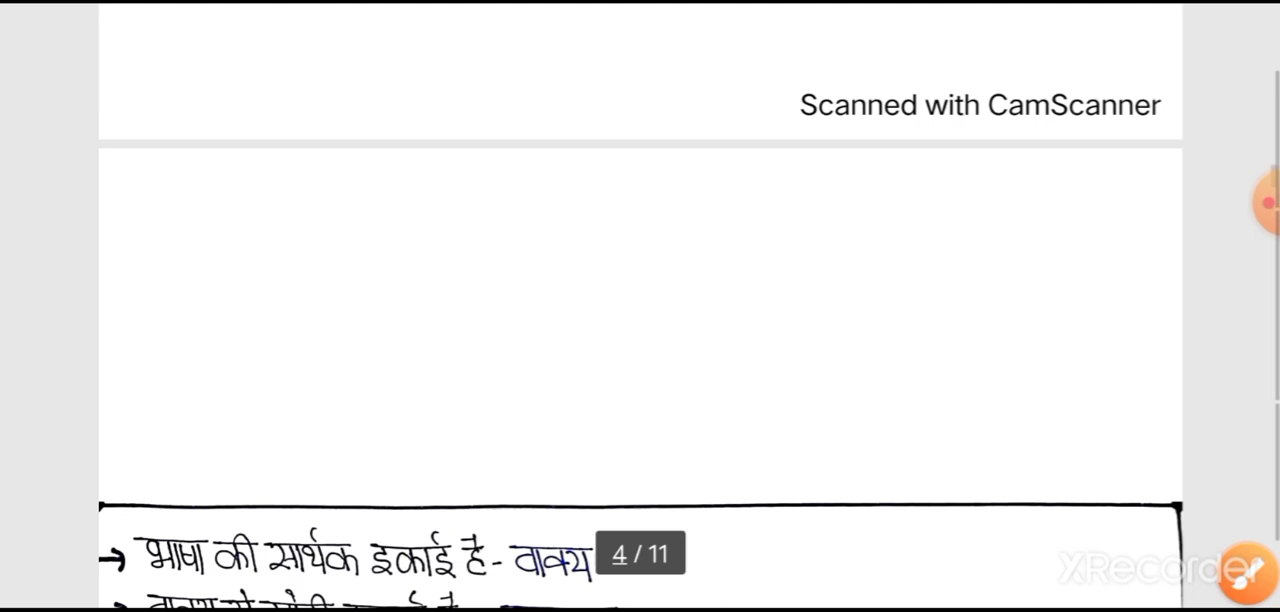 Scanned with CamScanner
→ भाषा की सार्थक इकाई है - वाक्य
4 / 11
XRecorder